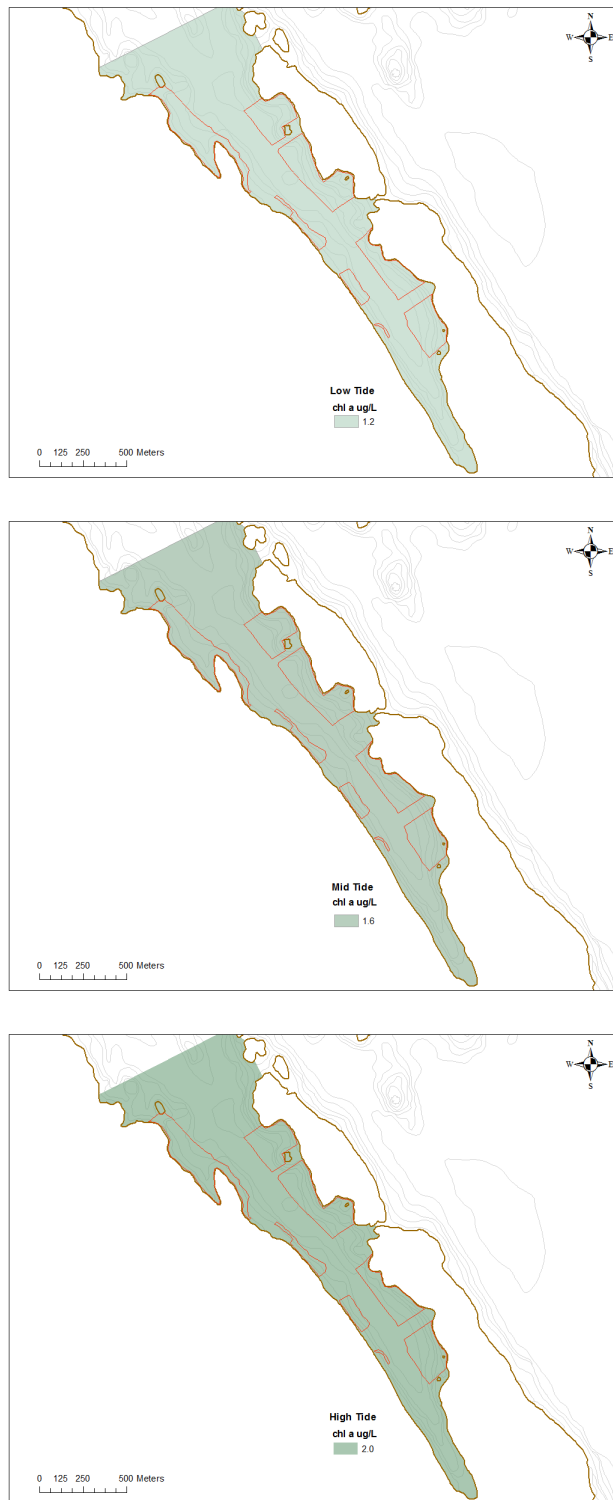 N
W E
S
Low Tide
chl a ug/L
1.2
0 125 250 500 Meters
N
W E
S
Mid Tide
chl a ug/L
1.6
0 125 250 500 Meters
N
W E
S
High Tide
chl a ug/L
2.0
0 125 250 500 Meters